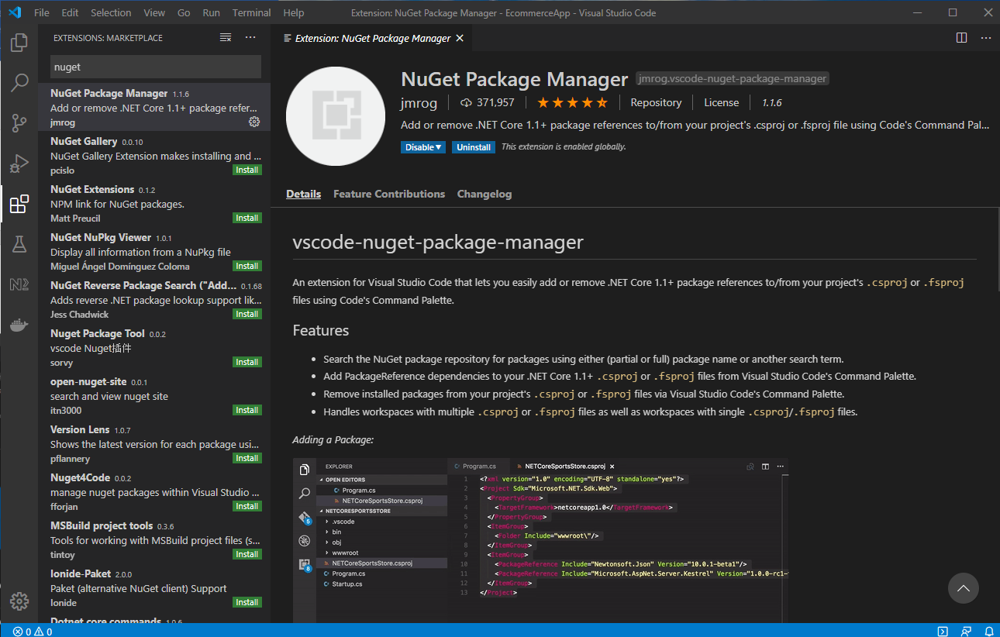 File Edit Selection View Go Run Terminal Help Extension: NuGet Package Manager - EcommerceApp - Visual Studio Code
EXTENSIONS: MARKETPLACE
nuget
NuGet Package Manager 1.1.6
Add or remove .NET Core 1.1+ package refer...
jmrog
NuGet Gallery 0.0.10
NuGet Gallery Extension makes installing and ...
pcislo Install
NuGet Extensions 0.1.2
NPM link for NuGet packages.
Matt Preucil Install
NuGet NuPkg Viewer 1.0.1
Display all information from a NuPkg file
Miguel Ángel Domínguez Coloma Install
NuGet Reverse Package Search ("Add... 0.1.68
Adds reverse .NET package lookup support lik...
Jess Chadwick Install
Nuget Package Tool 0.0.2
vscode Nuget插件
sorvy Install
open-nuget-site 0.0.1
search and view nuget site
itn3000 Install
Version Lens 1.0.7
Shows the latest version for each package usi...
pflannery Install
Nuget4Code 0.0.2
manage nuget packages within Visual Studio ...
fforjan Install
MSBuild project tools 0.3.6
Tools for working with MSBuild project files (s...
tintoy Install
Ionide-Paket 2.0.0
Paket (alternative NuGet client) Support
Ionide Install
Dotnet core commands 1.0.6
Extension: NuGet Package Manager
NuGet Package Manager jmrog.vscode-nuget-package-manager
jmrog 371,957 Repository License 1.1.6
Add or remove .NET Core 1.1+ package references to/from your project's .csproj or .fsproj file using Code's Command Pal...
Disable Uninstall This extension is enabled globally.
Details Feature Contributions Changelog
vscode-nuget-package-manager
An extension for Visual Studio Code that lets you easily add or remove .NET Core 1.1+ package references to/from your project's .csproj or .fsproj
files using Code's Command Palette.
Features
• Search the NuGet package repository for packages using either (partial or full) package name or another search term.
• Add PackageReference dependencies to your .NET Core 1.1+ .csproj or .fsproj files from Visual Studio Code's Command Palette.
• Remove installed packages from your project's .csproj or .fsproj files via Visual Studio Code's Command Palette.
• Handles workspaces with multiple .csproj or .fsproj files as well as workspaces with single .csproj/.fsproj files.
Adding a Package:
EXPLORER
OPEN EDITORS
Program.cs
NETCoreSportsStore.csproj
NETCORESPORTSSTORE
.vscode
bin
obj
wwwroot
NETCoreSportsStore.csproj
Program.cs
Startup.cs
5
8
Program.cs NETCoreSportsStore.csproj
1 <?xml version="1.0" encoding="UTF-8" standalone="yes"?>
2 <Project Sdk="Microsoft.NET.Sdk.Web">
3 <PropertyGroup>
4 <TargetFramework>netcoreapp1.0</TargetFramework>
5 </PropertyGroup>
6 <ItemGroup>
7 <Folder Include="wwwroot\"/>
8 </ItemGroup>
9 <ItemGroup>
10 <PackageReference Include="Newtonsoft.Json" Version="10.0.1-beta1"/>
11 <PackageReference Include="Microsoft.AspNet.Server.Kestrel" Version="1.0.0-rc1-
12 </ItemGroup>
13 </Project>
0 0